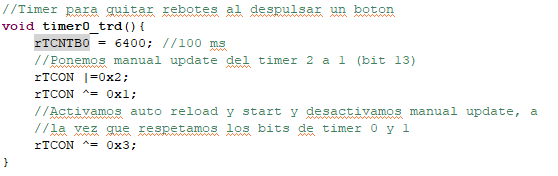 //Timer para quitar rebotes al despulsar un boton
void timer0_trd(){
rTCNTB0 = 6400; //100 ms
//Ponemos manual update del timer 2 a 1 (bit 13)
rTCON |=0x2;
rTCON ^= 0x1;
//Activamos auto reload y start y desactivamos manual update, a
//la vez que respetamos los bits de timer 0 y 1
rTCON ^= 0x3;
}